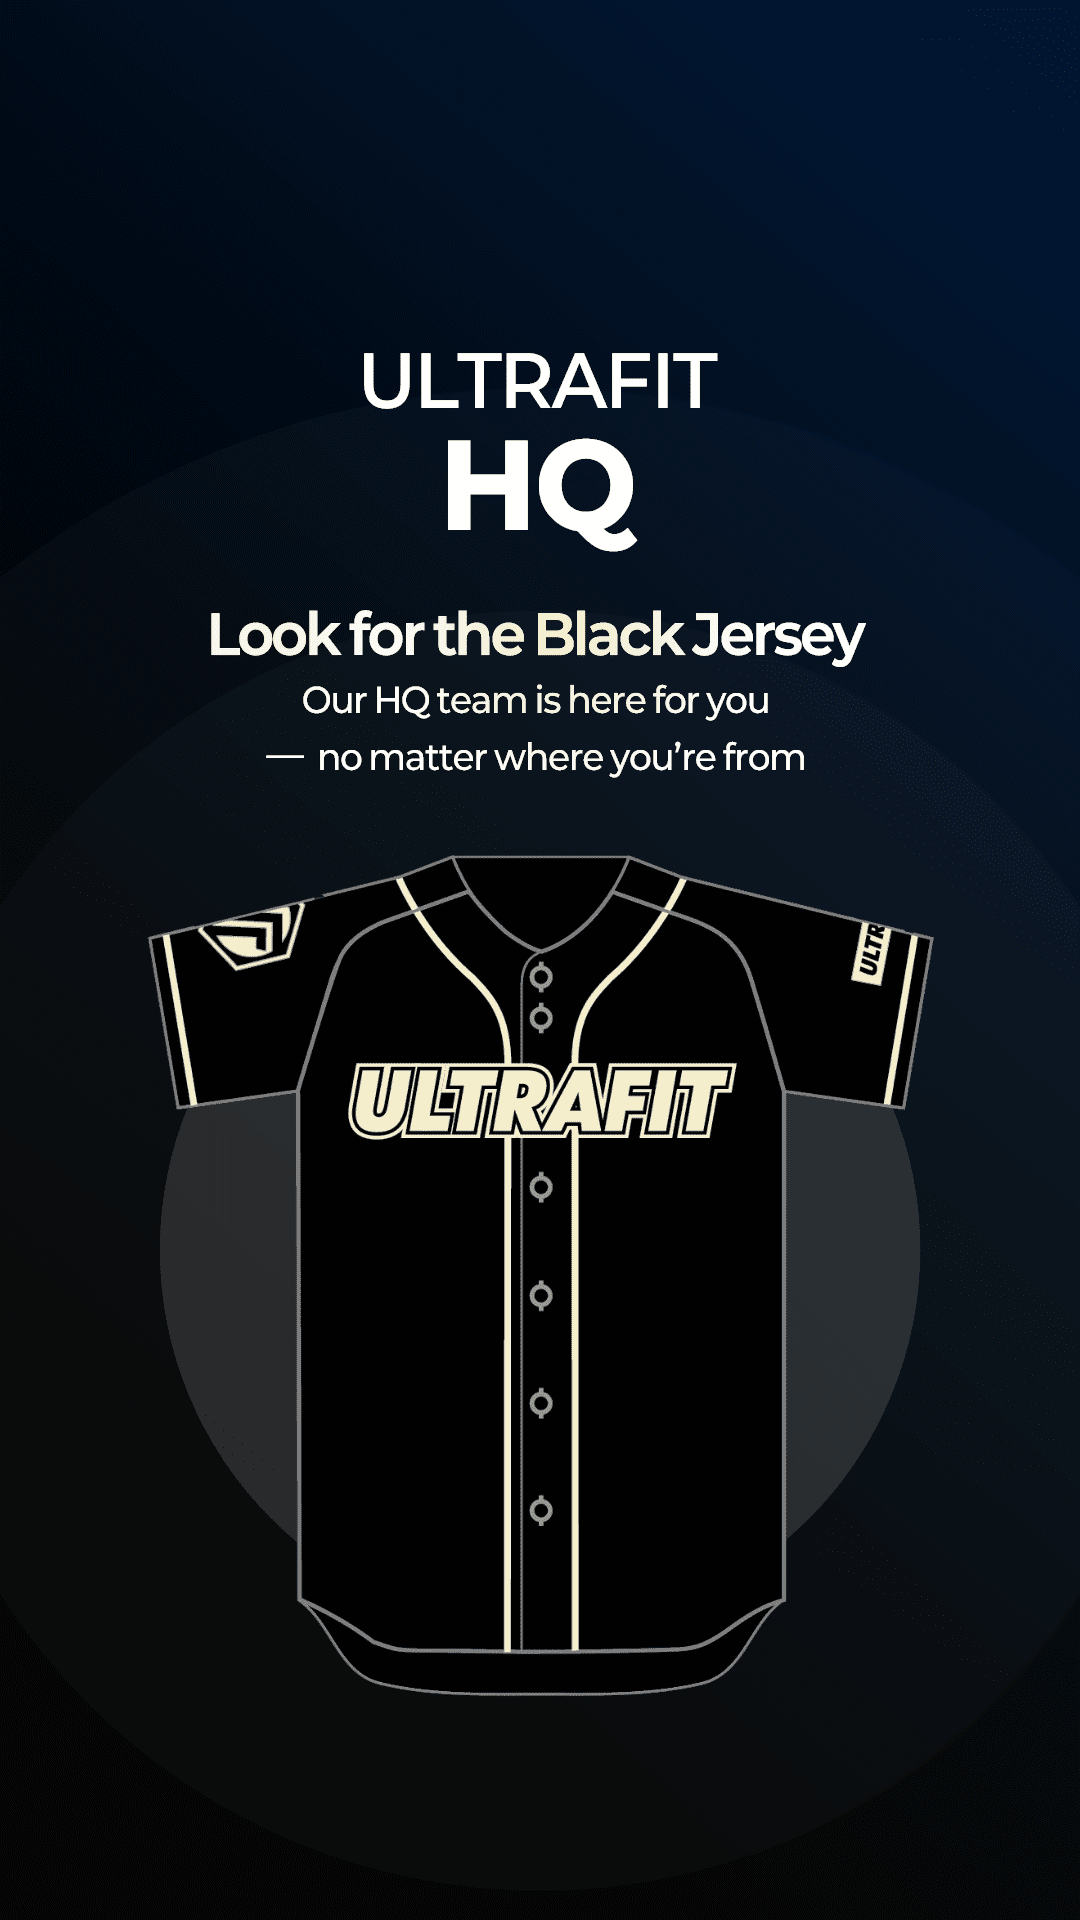 ULTRAFIT
HQ
Look for the Black Jersey
Our HQ team is here for you
— no matter where you’re from
ULTR
ULTRAFIT